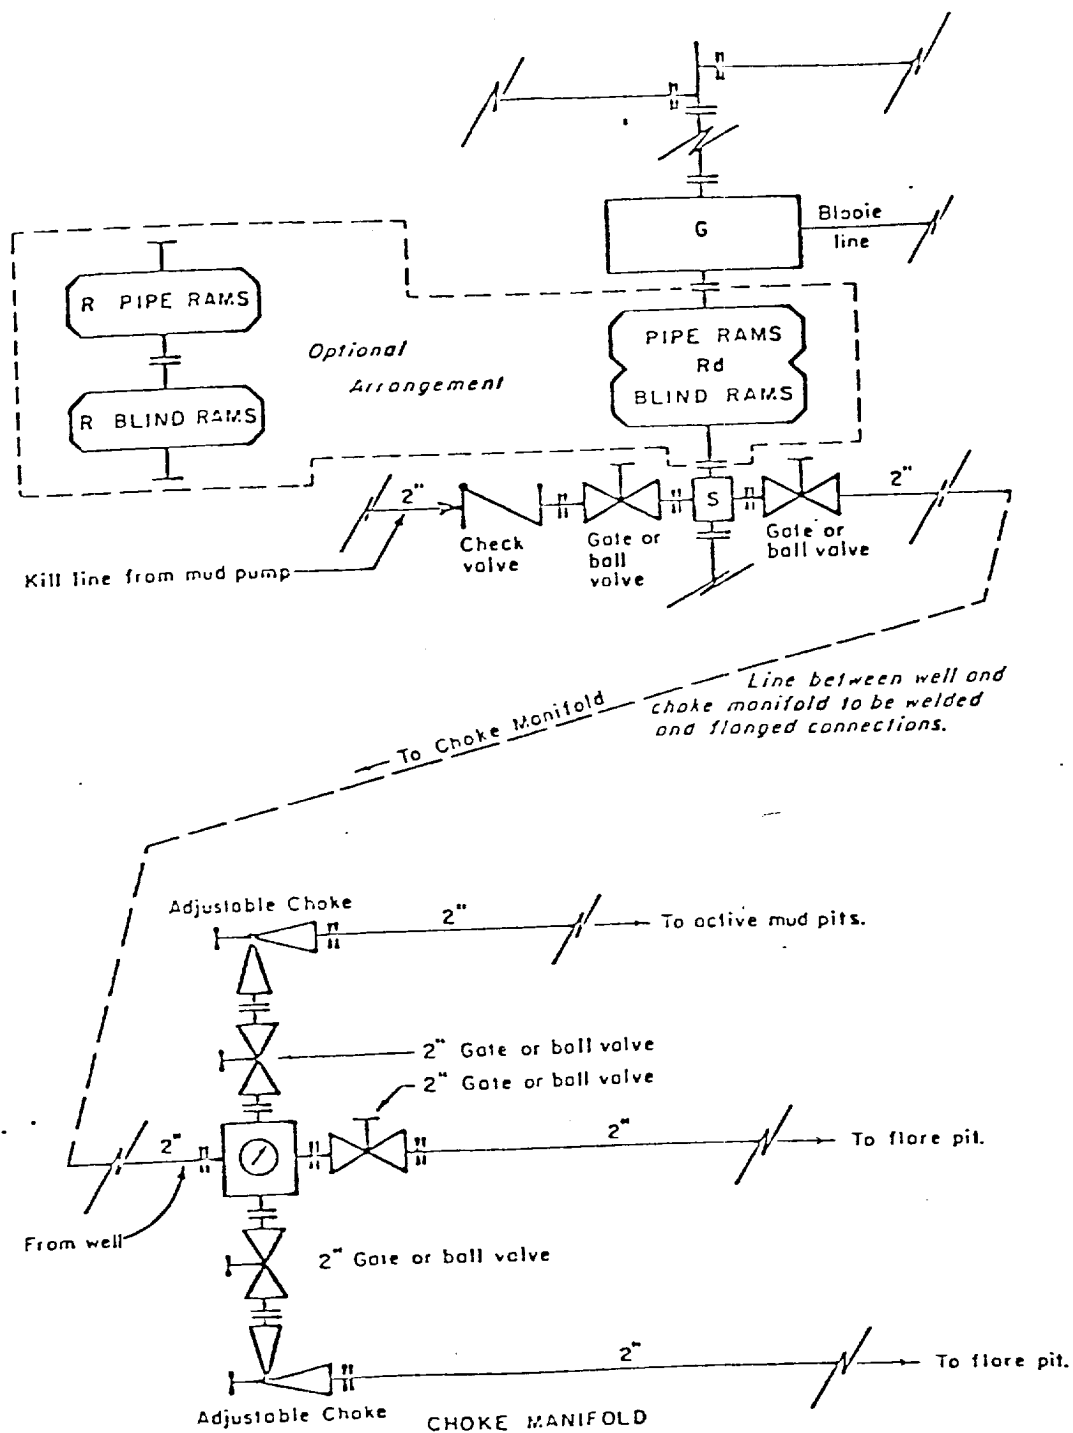 G
Blooie
line
R PIPE RAMS
R BLIND RAMS
Optional
Arrangement
PIPE RAMS
Rd
BLIND RAMS
2"
S
2"
Check
valve
Gate or
ball
valve
Gate or
ball valve
Kill line from mud pump
Line between well and
choke manifold to be welded
and flanged connections.
To Choke Manifold
Adjustable Choke
2"
To active mud pits.
2" Gate or ball valve
2" Gate or ball valve
2"
2"
To flare pit.
From well
2" Gate or ball valve
2"
To flare pit.
Adjustable Choke
CHOKE MANIFOLD